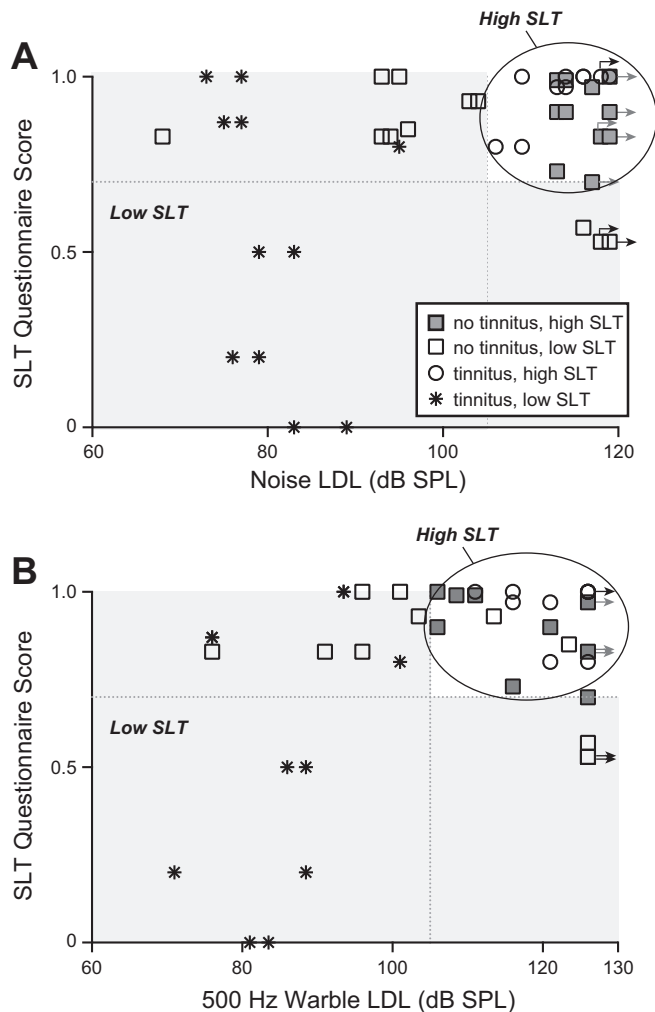 A
High SLT
1.0
0.5
0
SLT Questionnaire Score
Low SLT
no tinnitus, high SLT
no tinnitus, low SLT
tinnitus, high SLT
tinnitus, low SLT
60 80 100 120
Noise LDL (dB SPL)
B
High SLT
1.0
0.5
0
SLT Questionnaire Score
Low SLT
60 80 100 120 130
500 Hz Warble LDL (dB SPL)